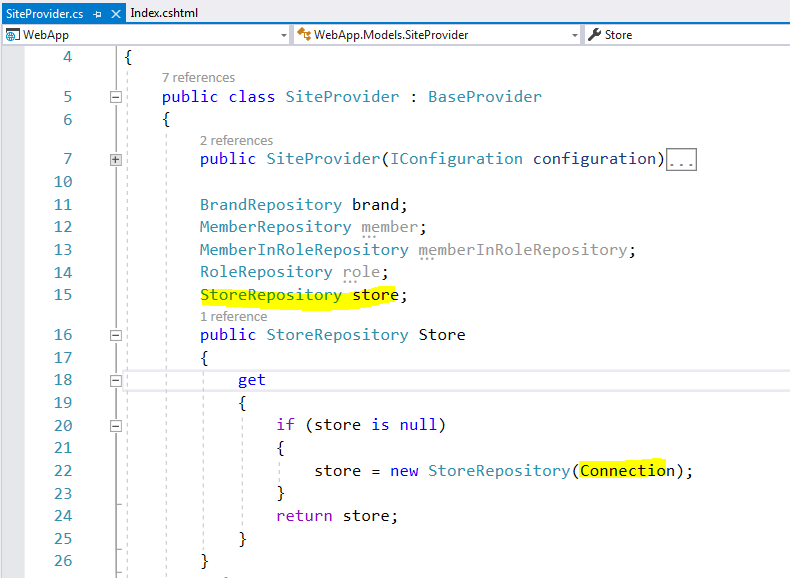 SiteProvider.cs Index.cshtml
WebApp WebApp.Models.SiteProvider Store
4 {
7 references
5 public class SiteProvider : BaseProvider
6 {
2 references
7 public SiteProvider(IConfiguration configuration)...
10
11 BrandRepository brand;
12 MemberRepository member;
13 MemberInRoleRepository memberInRoleRepository;
14 RoleRepository role;
15 StoreRepository store;
1 reference
16 public StoreRepository Store
17 {
18 get
19 {
20 if (store is null)
21 {
22 store = new StoreRepository(Connection);
23 }
24 return store;
25 }
26 }